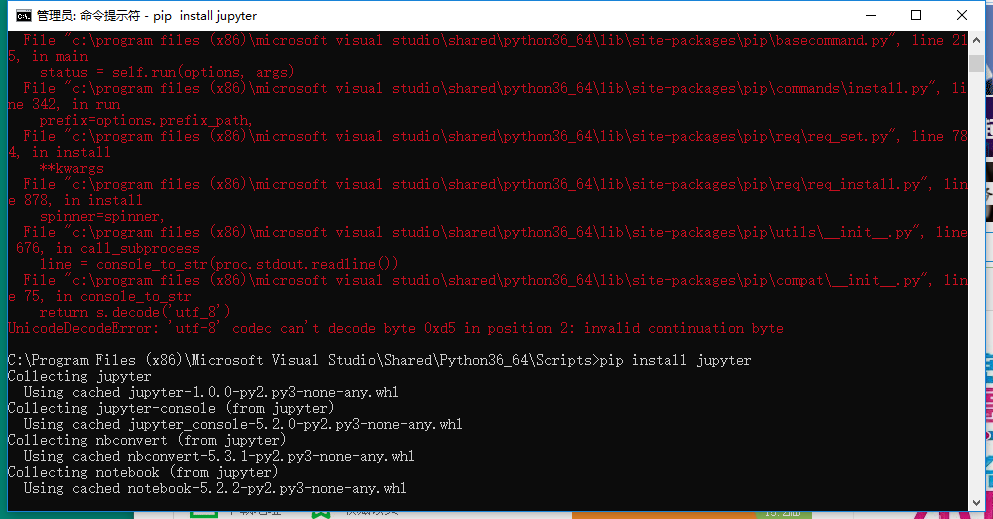 管理员: 命令提示符 - pip  install jupyter
  File "c:\program files (x86)\microsoft visual studio\shared\python36_64\lib\site-packages\pip\basecommand.py", line 21
5, in main
    status = self.run(options, args)
  File "c:\program files (x86)\microsoft visual studio\shared\python36_64\lib\site-packages\pip\commands\install.py", li
ne 342, in run
    prefix=options.prefix_path,
  File "c:\program files (x86)\microsoft visual studio\shared\python36_64\lib\site-packages\pip\req\req_set.py", line 78
4, in install
    **kwargs
  File "c:\program files (x86)\microsoft visual studio\shared\python36_64\lib\site-packages\pip\req\req_install.py", lin
e 878, in install
    spinner=spinner,
  File "c:\program files (x86)\microsoft visual studio\shared\python36_64\lib\site-packages\pip\utils\__init__.py", line
 676, in call_subprocess
    line = console_to_str(proc.stdout.readline())
  File "c:\program files (x86)\microsoft visual studio\shared\python36_64\lib\site-packages\pip\compat\__init__.py", lin
e 75, in console_to_str
    return s.decode('utf_8')
UnicodeDecodeError: 'utf-8' codec can't decode byte 0xd5 in position 2: invalid continuation byte
C:\Program Files (x86)\Microsoft Visual Studio\Shared\Python36_64\Scripts>pip install jupyter
Collecting jupyter
  Using cached jupyter-1.0.0-py2.py3-none-any.whl
Collecting jupyter-console (from jupyter)
  Using cached jupyter_console-5.2.0-py2.py3-none-any.whl
Collecting nbconvert (from jupyter)
  Using cached nbconvert-5.3.1-py2.py3-none-any.whl
Collecting notebook (from jupyter)
  Using cached notebook-5.2.2-py2.py3-none-any.whl